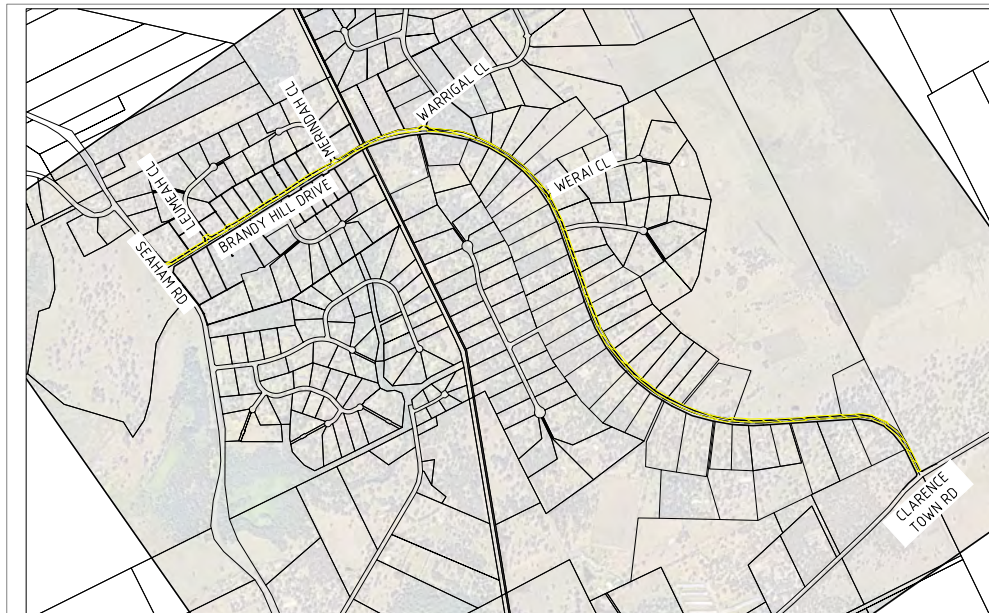 WARRIGAL CL
MERINDAH CL
LEUMEAH CL
WERAI CL
BRANDY HILL DRIVE
SEAHAM RD
CLARENCE
TOWN RD